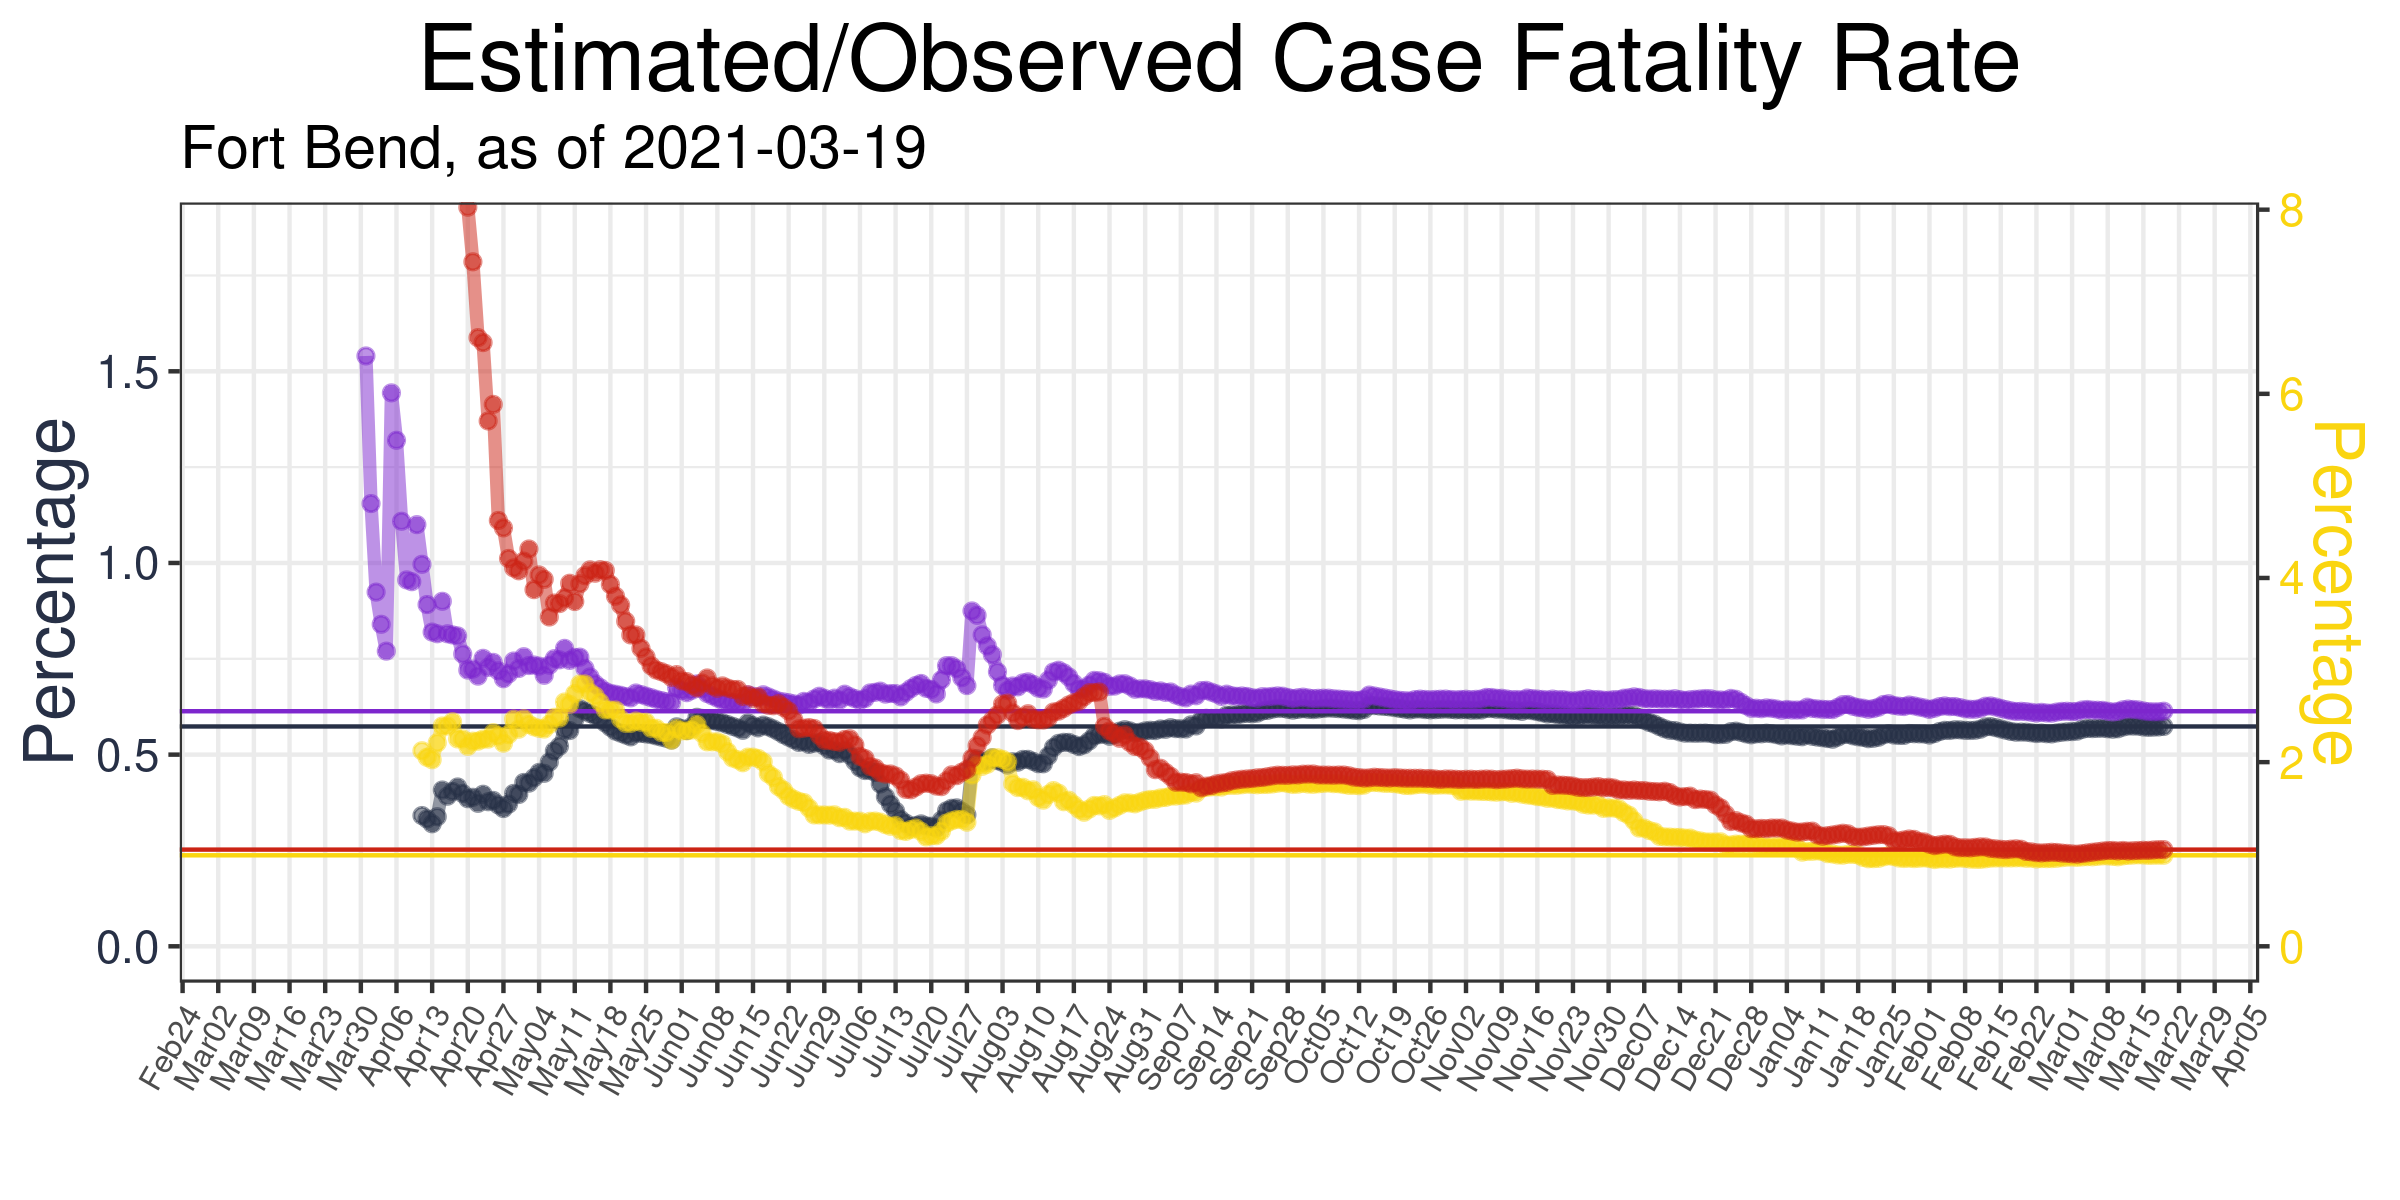 Estimated/Observed Case Fatality Rate
Fort Bend, as of 2021-03-19
Percentage
1.5
1.0
0.5
0.0
8
6
4
2
0
Percentage
Feb24
Mar02
Mar09
Mar16
Mar23
Mar30
Apr06
Apr13
Apr20
Apr27
May04
May11
May18
May25
Jun01
Jun08
Jun15
Jun22
Jun29
Jul06
Jul13
Jul20
Jul27
Aug03
Aug10
Aug17
Aug24
Aug31
Sep07
Sep14
Sep21
Sep28
Oct05
Oct12
Oct19
Oct26
Nov02
Nov09
Nov16
Nov23
Nov30
Dec07
Dec14
Dec21
Dec28
Jan04
Jan11
Jan18
Jan25
Feb01
Feb08
Feb15
Feb22
Mar01
Mar08
Mar15
Mar22
Mar29
Apr05